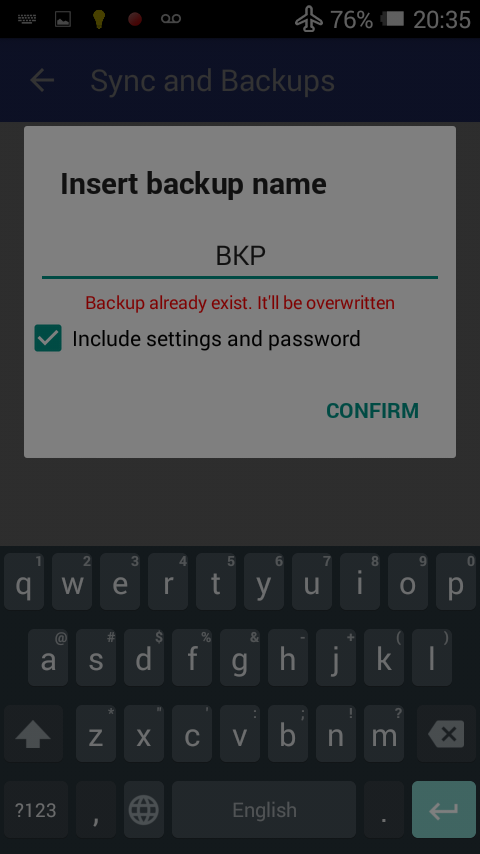 76% 20:35
Sync and Backups
Insert backup name
BKP
Backup already exist. It'll be overwritten
Include settings and password
CONFIRM
1 2 3 4 5 6 7 8 9 0
q w e r t y u i o p
@ # $ % & - + ( )
a s d f g h j k l
* " ' : ; ! ?
z x c v b n m
?123 , English .